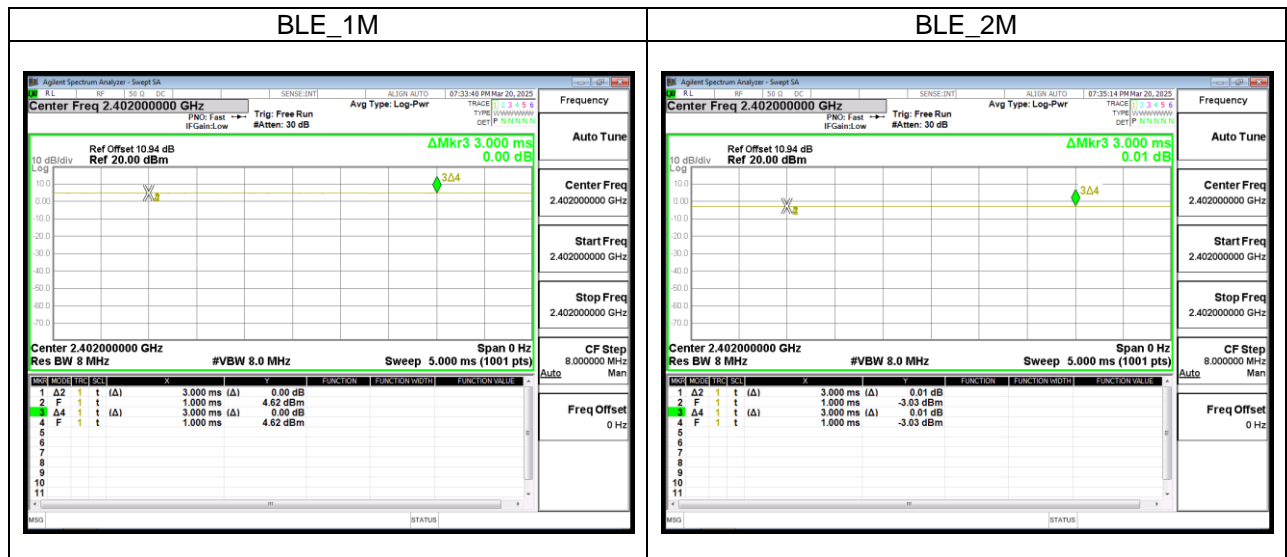 BLE_1M
BLE_2M
Agilent Spectrum Analyzer - Swept SA
RL RF 50 Ω DC SENSE:INT ALIGN AUTO 07:33:40 PM Mar 20, 2025
Center Freq 2.402000000 GHz
PNO: Fast
IFGain:Low
Trig: Free Run
#Atten: 30 dB
Avg Type: Log-Pwr
TRACE 1 2 3 4 5 6
TYPE WWWWWW
DET P NNNNN
Frequency
Auto Tune
Ref Offset 10.94 dB
10 dB/div Ref 20.00 dBm
Log
ΔMkr3 3.000 ms
0.00 dB
10.0
0.00
-10.0
-20.0
-30.0
-40.0
-50.0
-60.0
-70.0
3Δ4
2
Center Freq
2.402000000 GHz
Start Freq
2.402000000 GHz
Stop Freq
2.402000000 GHz
Center 2.402000000 GHz Span 0 Hz
Res BW 8 MHz #VBW 8.0 MHz Sweep 5.000 ms (1001 pts)
CF Step
8.000000 MHz
Auto Man
MKR MODE TRC SCL X Y FUNCTION FUNCTION WIDTH FUNCTION VALUE
1 Δ2 1 t (Δ) 3.000 ms (Δ) 0.00 dB
2 F 1 t 1.000 ms 4.62 dBm
3 Δ4 1 t (Δ) 3.000 ms (Δ) 0.00 dB
4 F 1 t 1.000 ms 4.62 dBm
5
6
7
8
9
10
11
Freq Offset
0 Hz
MSG STATUS
Agilent Spectrum Analyzer - Swept SA
RL RF 50 Ω DC SENSE:INT ALIGN AUTO 07:35:14 PM Mar 20, 2025
Center Freq 2.402000000 GHz
PNO: Fast
IFGain:Low
Trig: Free Run
#Atten: 30 dB
Avg Type: Log-Pwr
TRACE 1 2 3 4 5 6
TYPE WWWWWW
DET P NNNNN
Frequency
Auto Tune
Ref Offset 10.94 dB
10 dB/div Ref 20.00 dBm
Log
ΔMkr3 3.000 ms
0.01 dB
10.0
0.00
-10.0
-20.0
-30.0
-40.0
-50.0
-60.0
-70.0
3Δ4
2
Center Freq
2.402000000 GHz
Start Freq
2.402000000 GHz
Stop Freq
2.402000000 GHz
Center 2.402000000 GHz Span 0 Hz
Res BW 8 MHz #VBW 8.0 MHz Sweep 5.000 ms (1001 pts)
CF Step
8.000000 MHz
Auto Man
MKR MODE TRC SCL X Y FUNCTION FUNCTION WIDTH FUNCTION VALUE
1 Δ2 1 t (Δ) 3.000 ms (Δ) 0.01 dB
2 F 1 t 1.000 ms -3.03 dBm
3 Δ4 1 t (Δ) 3.000 ms (Δ) 0.01 dB
4 F 1 t 1.000 ms -3.03 dBm
5
6
7
8
9
10
11
Freq Offset
0 Hz
MSG STATUS